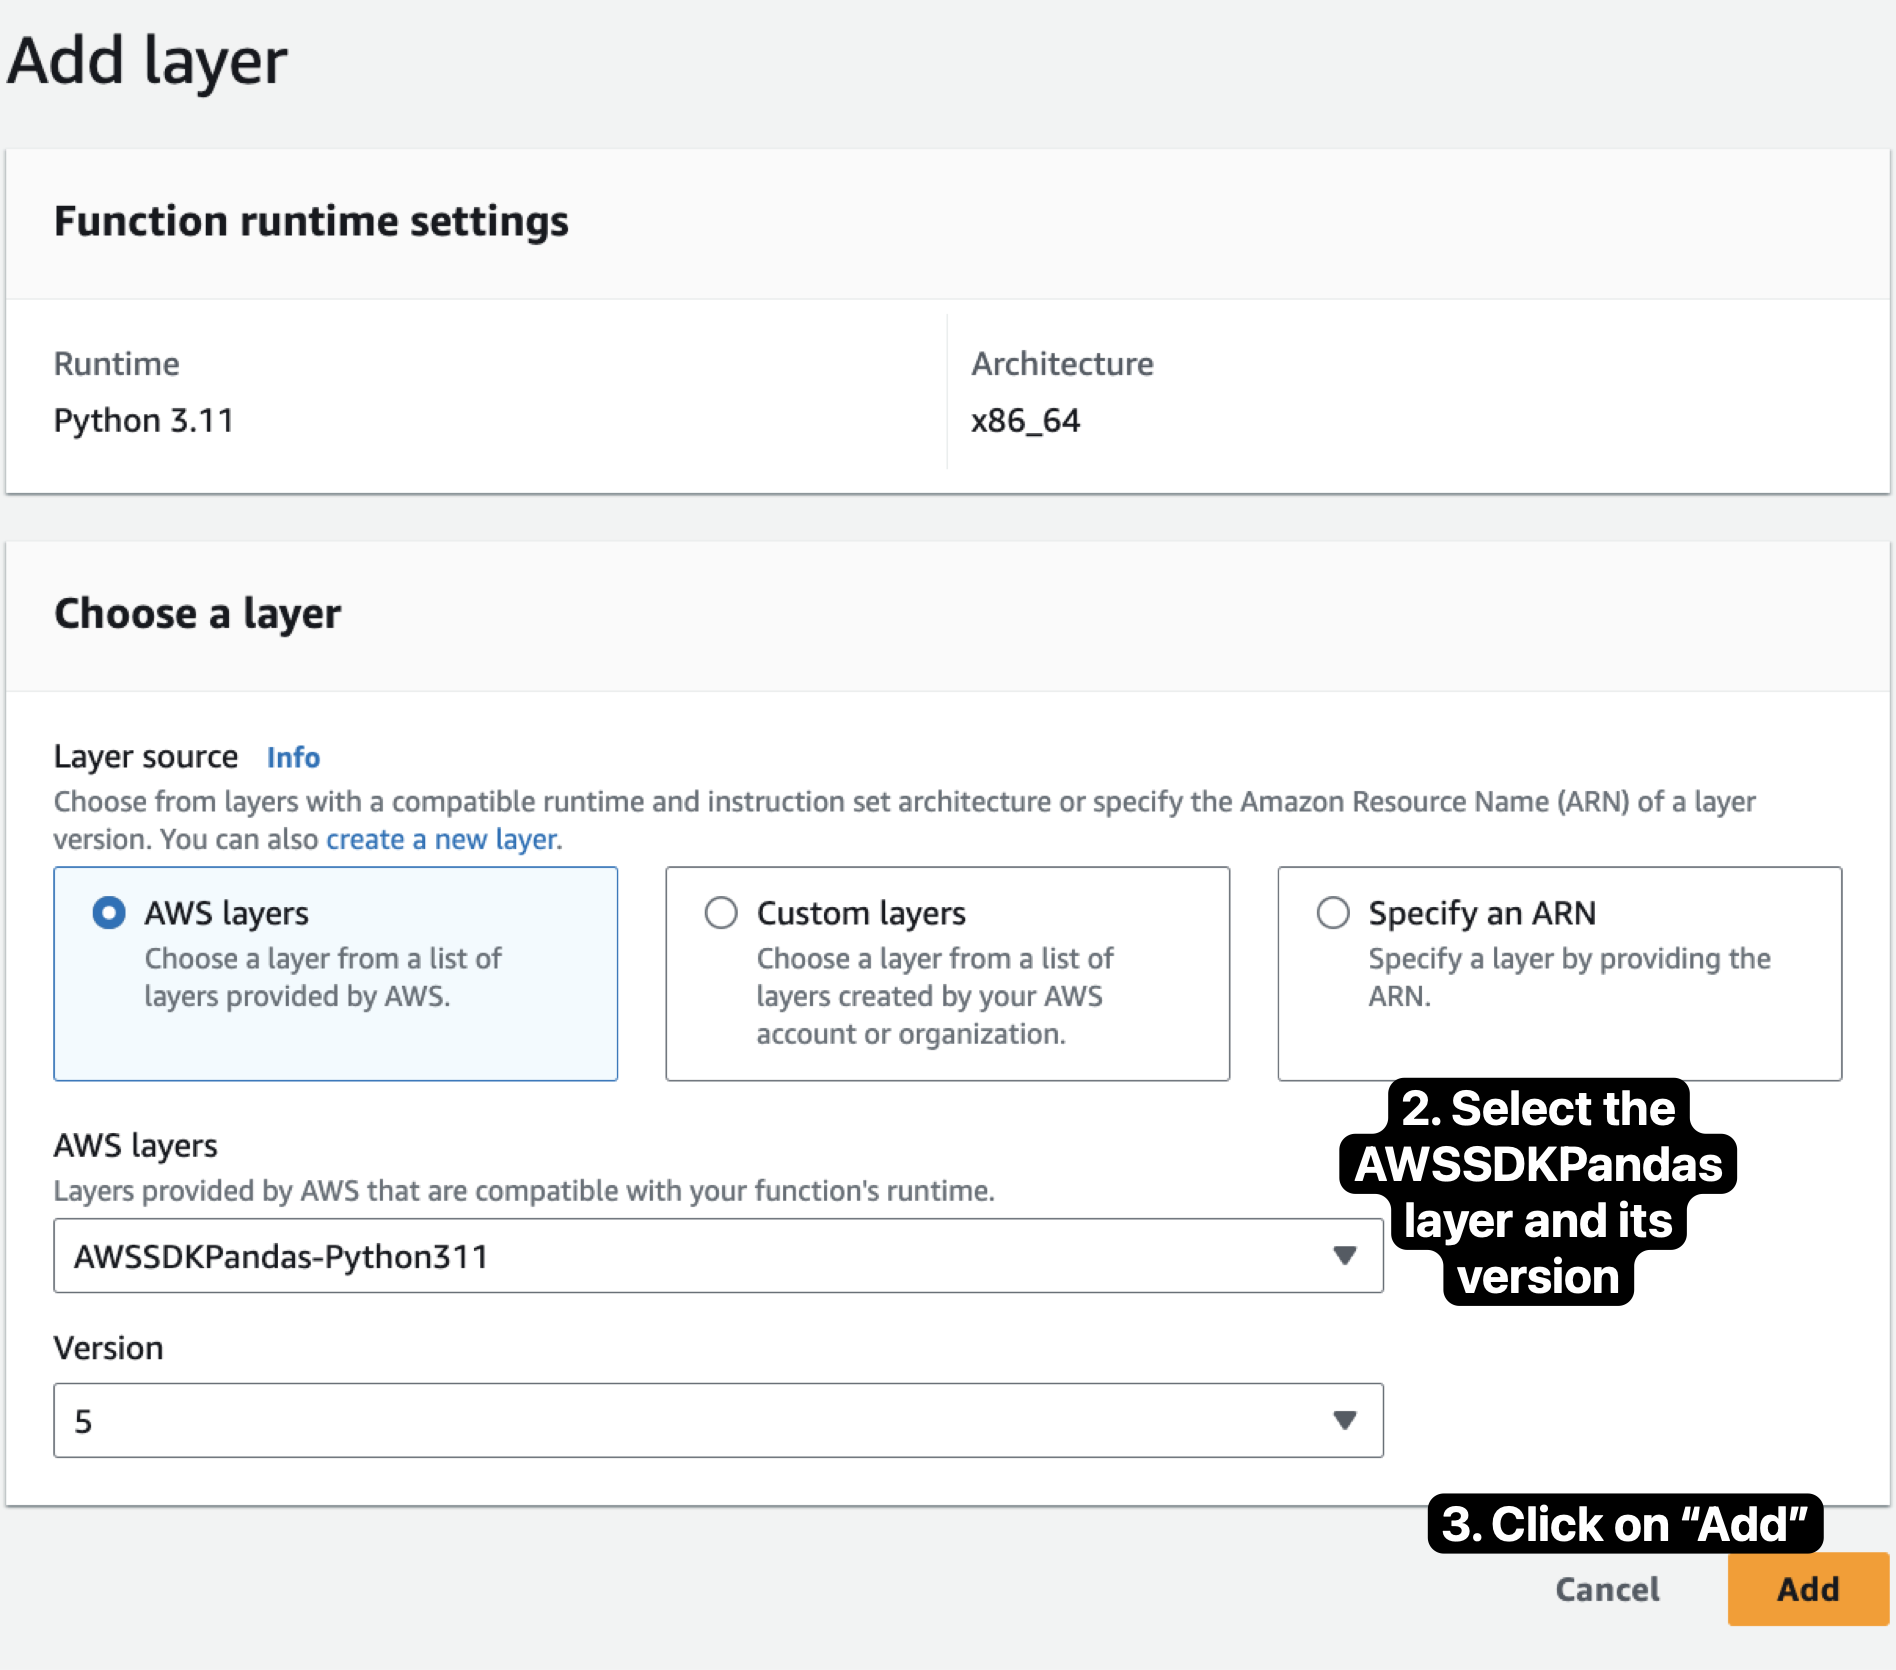 Add layer
Function runtime settings
Runtime
Python 3.11
Architecture
x86_64
Choose a layer
Layer source Info
Choose from layers with a compatible runtime and instruction set architecture or specify the Amazon Resource Name (ARN) of a layer
version. You can also create a new layer.
AWS layers
Choose a layer from a list of
layers provided by AWS.
Custom layers
Choose a layer from a list of
layers created by your AWS
account or organization.
Specify an ARN
Specify a layer by providing the
ARN.
AWS layers
Layers provided by AWS that are compatible with your function's runtime.
AWSSDKPandas-Python311
2. Select the
AWSSDKPandas
layer and its
version
Version
5
3. Click on “Add”
Cancel
Add